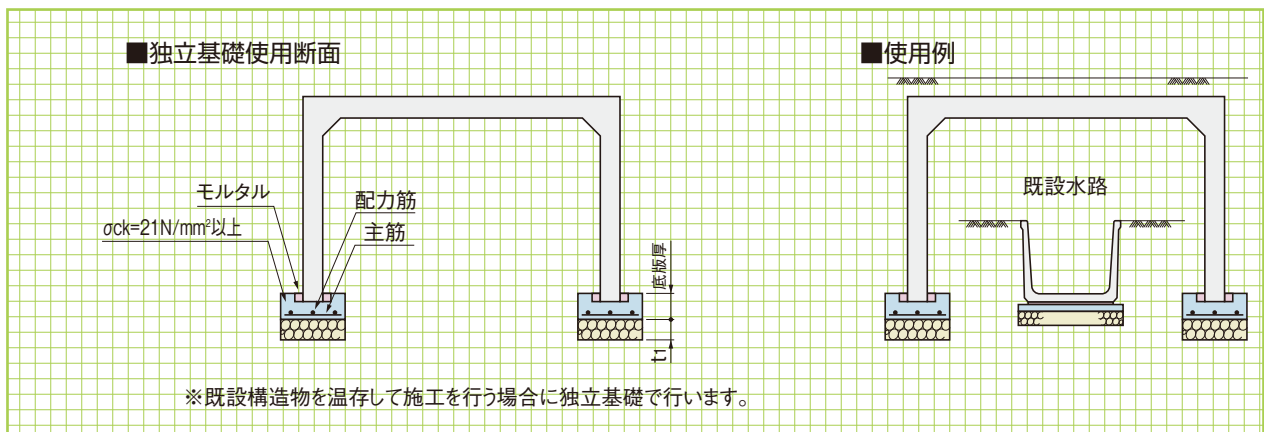 ■独立基礎使用断面
モルタル
σck=21N/mm²以上
配力筋
主筋
底版厚
t1
※既設構造物を温存して施工を行う場合に独立基礎で行います。
■使用例
既設水路